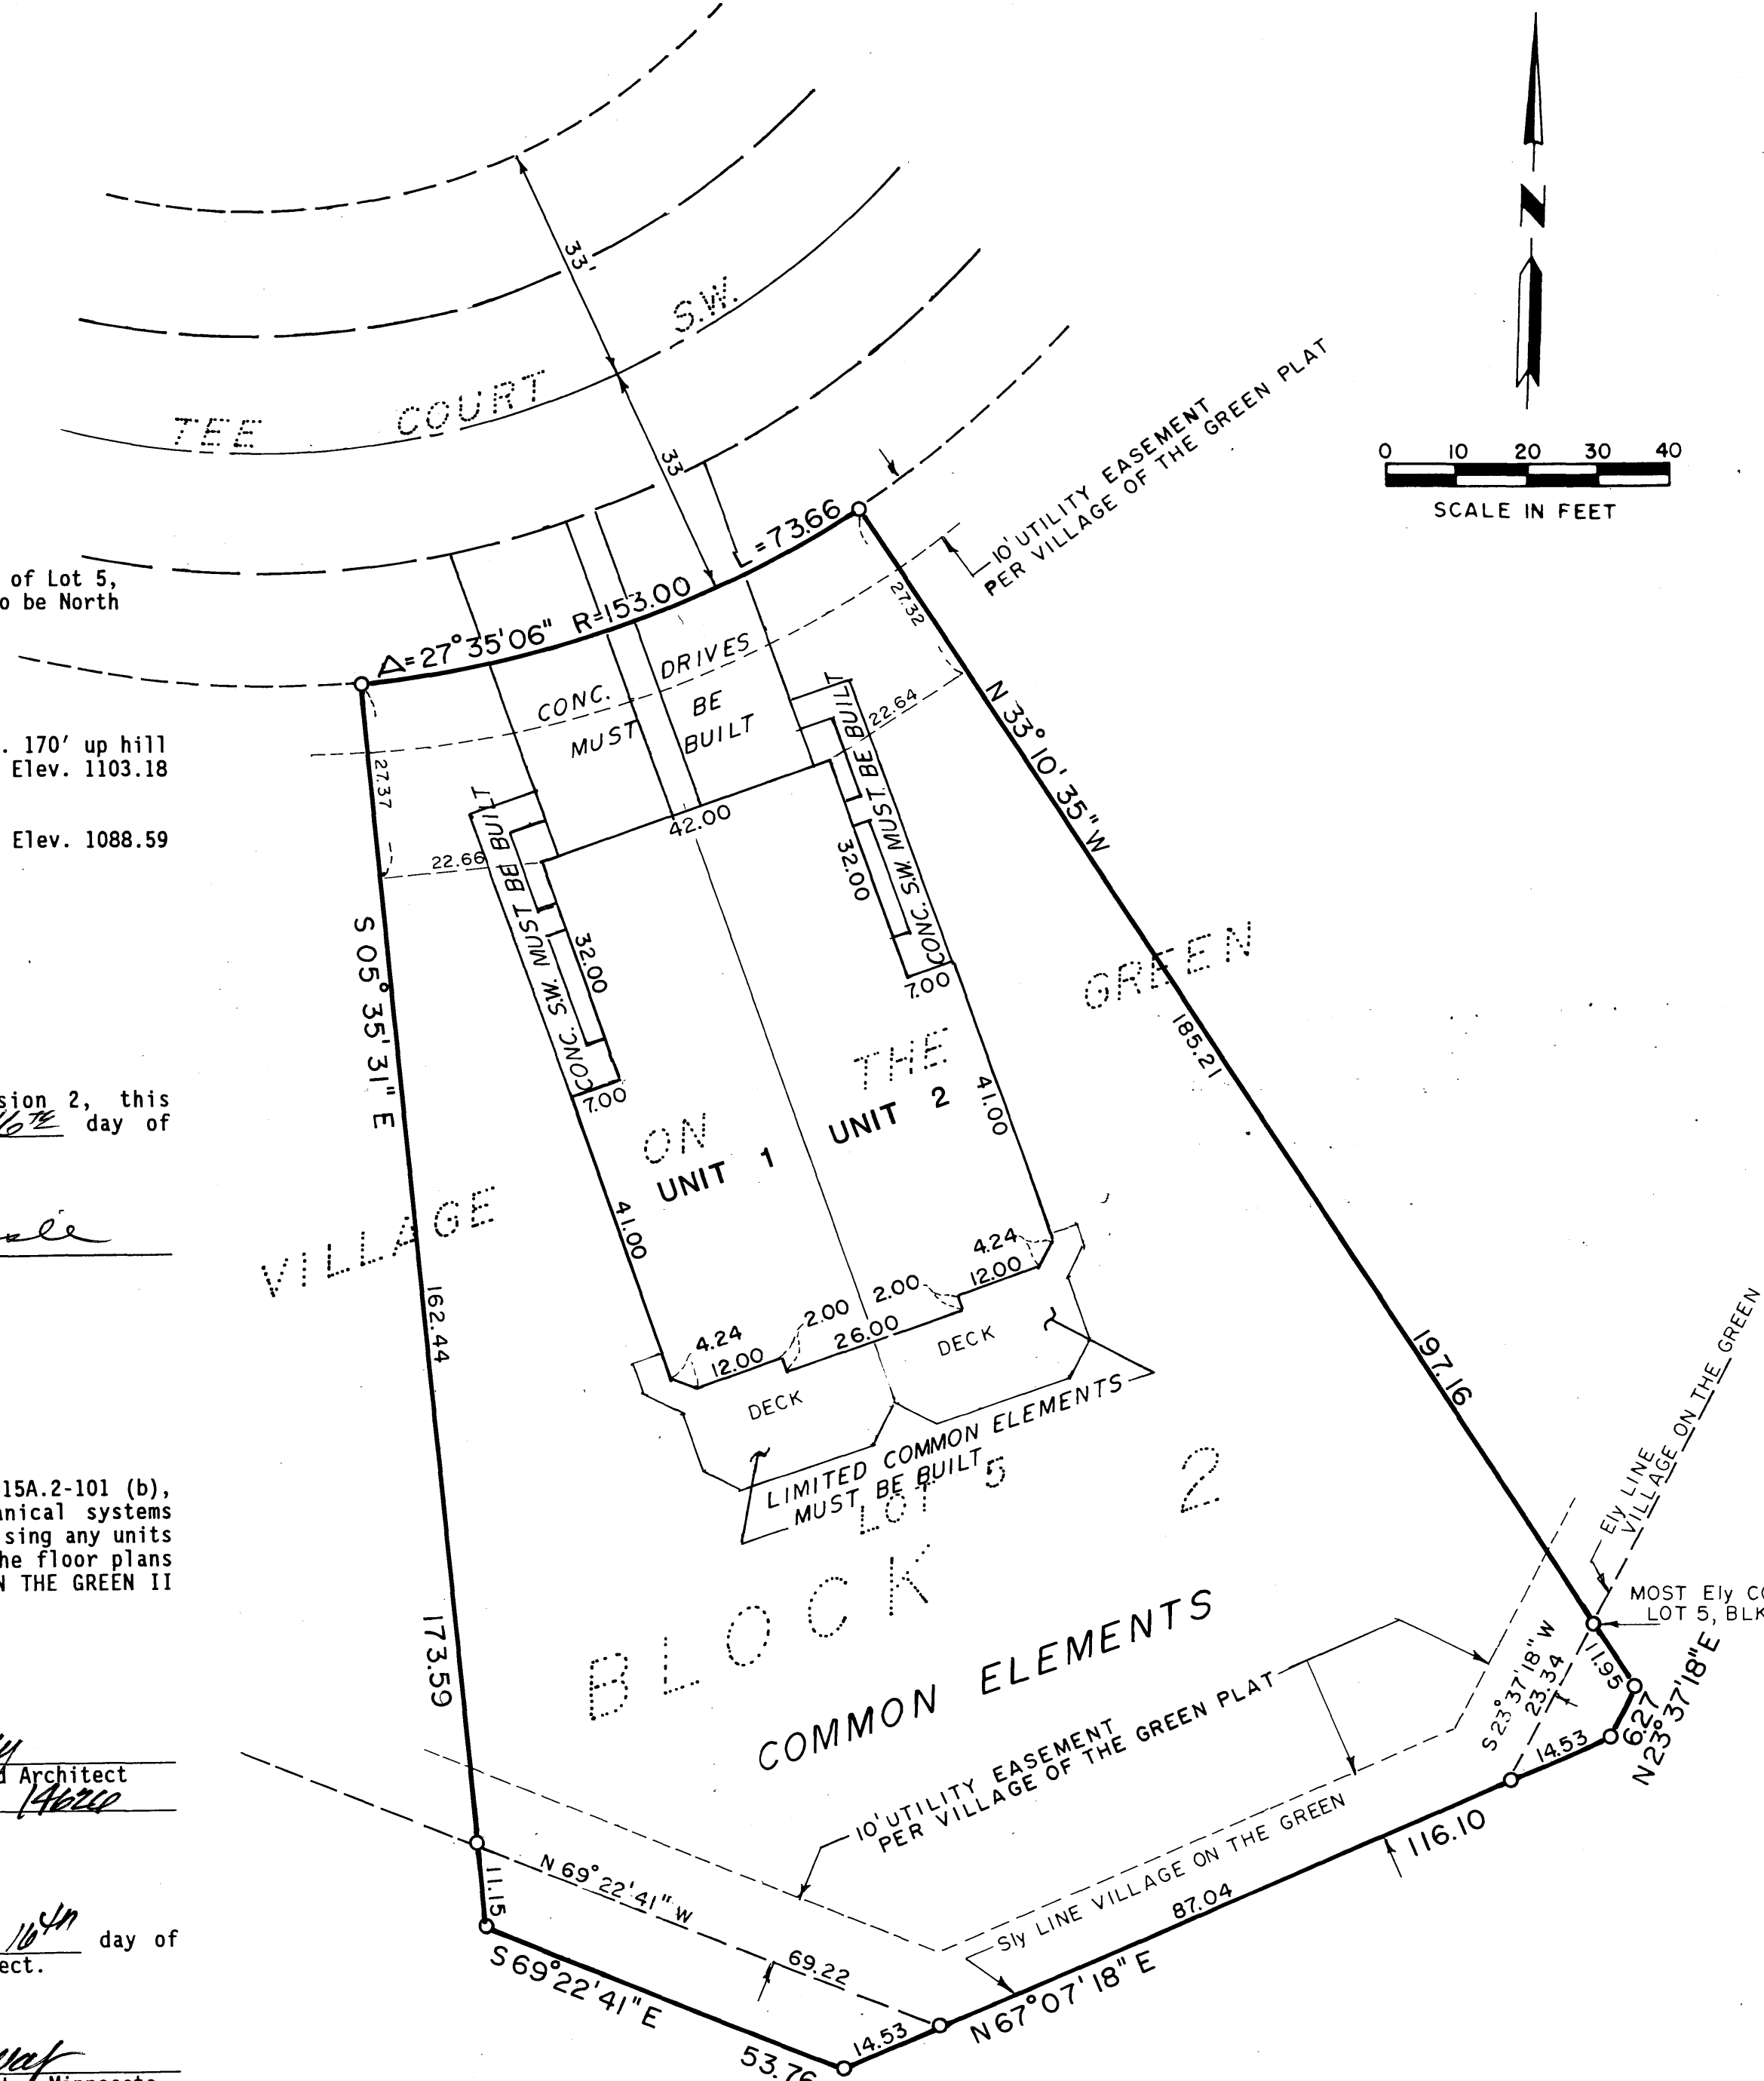 N
0 10 20 30 40
SCALE IN FEET
33'
TEE COURT S.W.
33
10' UTILITY EASEMENT
PER VILLAGE OF THE GREEN PLAT
of Lot 5,
o be North
. 170' up hill
Elev. 1103.18
Elev. 1088.59
sion 2, this
16TH day of
15A.2-101 (b),
anical systems
sing any units
he floor plans
N THE GREEN II
d Architect
14624
16th day of
ect.
Minnesota
Δ=27°35'06" R=153.00 L=73.66
CONC. DRIVES
MUST BE
BUILT
27.32
22.64
N 33°10'35" W
27.37
22.66
42.00
CONC. S.W. MUST BE BUILT
CONC. S.W. MUST BE BUILT
32.00
32.00
7.00
7.00
S 05°35'31" E
185.21
VILLAGE ON THE GREEN
UNIT 1
UNIT 2
41.00
41.00
162.44
4.24
12.00
2.00
26.00
2.00
12.00
4.24
DECK
DECK
LIMITED COMMON ELEMENTS
MUST BE BUILT
LOT 5
BLOCK 2
COMMON ELEMENTS
197.16
Ely LINE
VILLAGE ON THE GREEN
MOST Ely CO
LOT 5, BLK
173.59
S 23°37'18" W
23.34
11.95
6.27
N 23°37'18" E
14.53
10' UTILITY EASEMENT
PER VILLAGE OF THE GREEN PLAT
Sly LINE VILLAGE ON THE GREEN
116.10
87.04
N 67°07'18" E
11.15
N 69°22'41" W
69.22
S 69°22'41" E
53.76
14.53